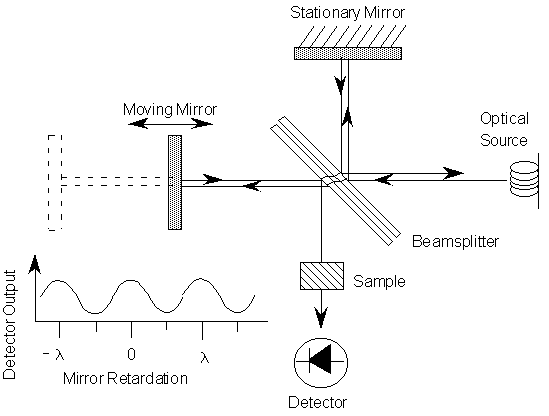 Stationary Mirror
Moving Mirror
Optical
Source
Beamsplitter
Sample
Detector Output
- λ
0
λ
Mirror Retardation
Detector